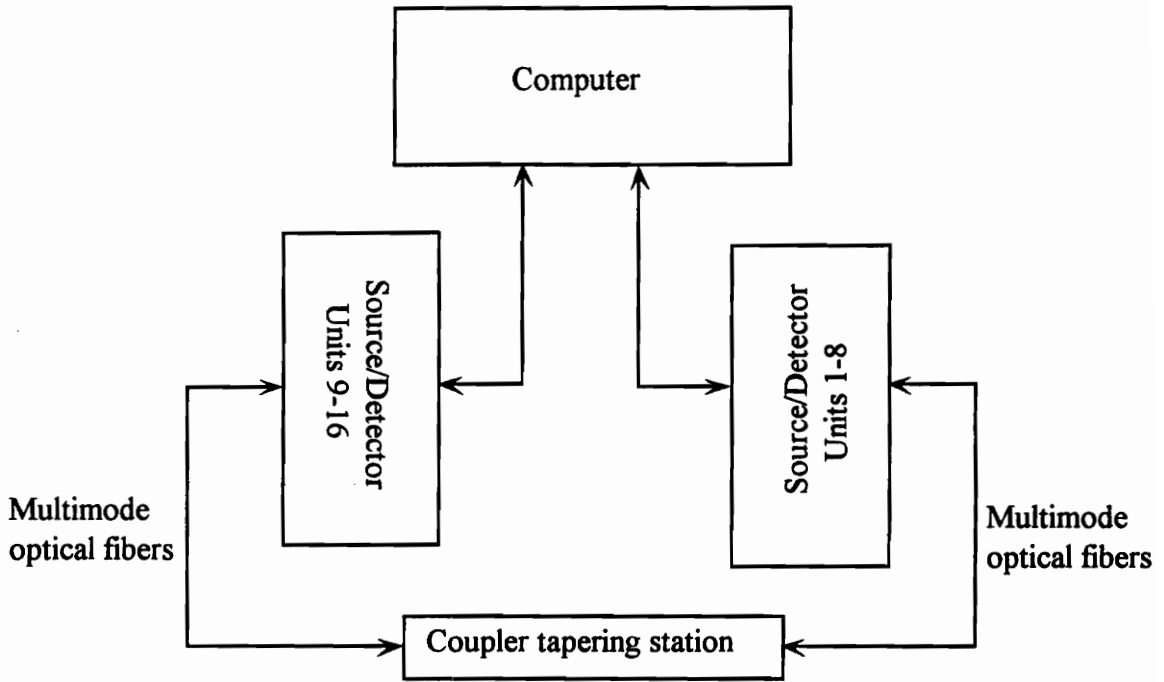 Computer
Source/Detector
Units 9-16
Source/Detector
Units 1-8
Multimode
optical fibers
Multimode
optical fibers
Coupler tapering station